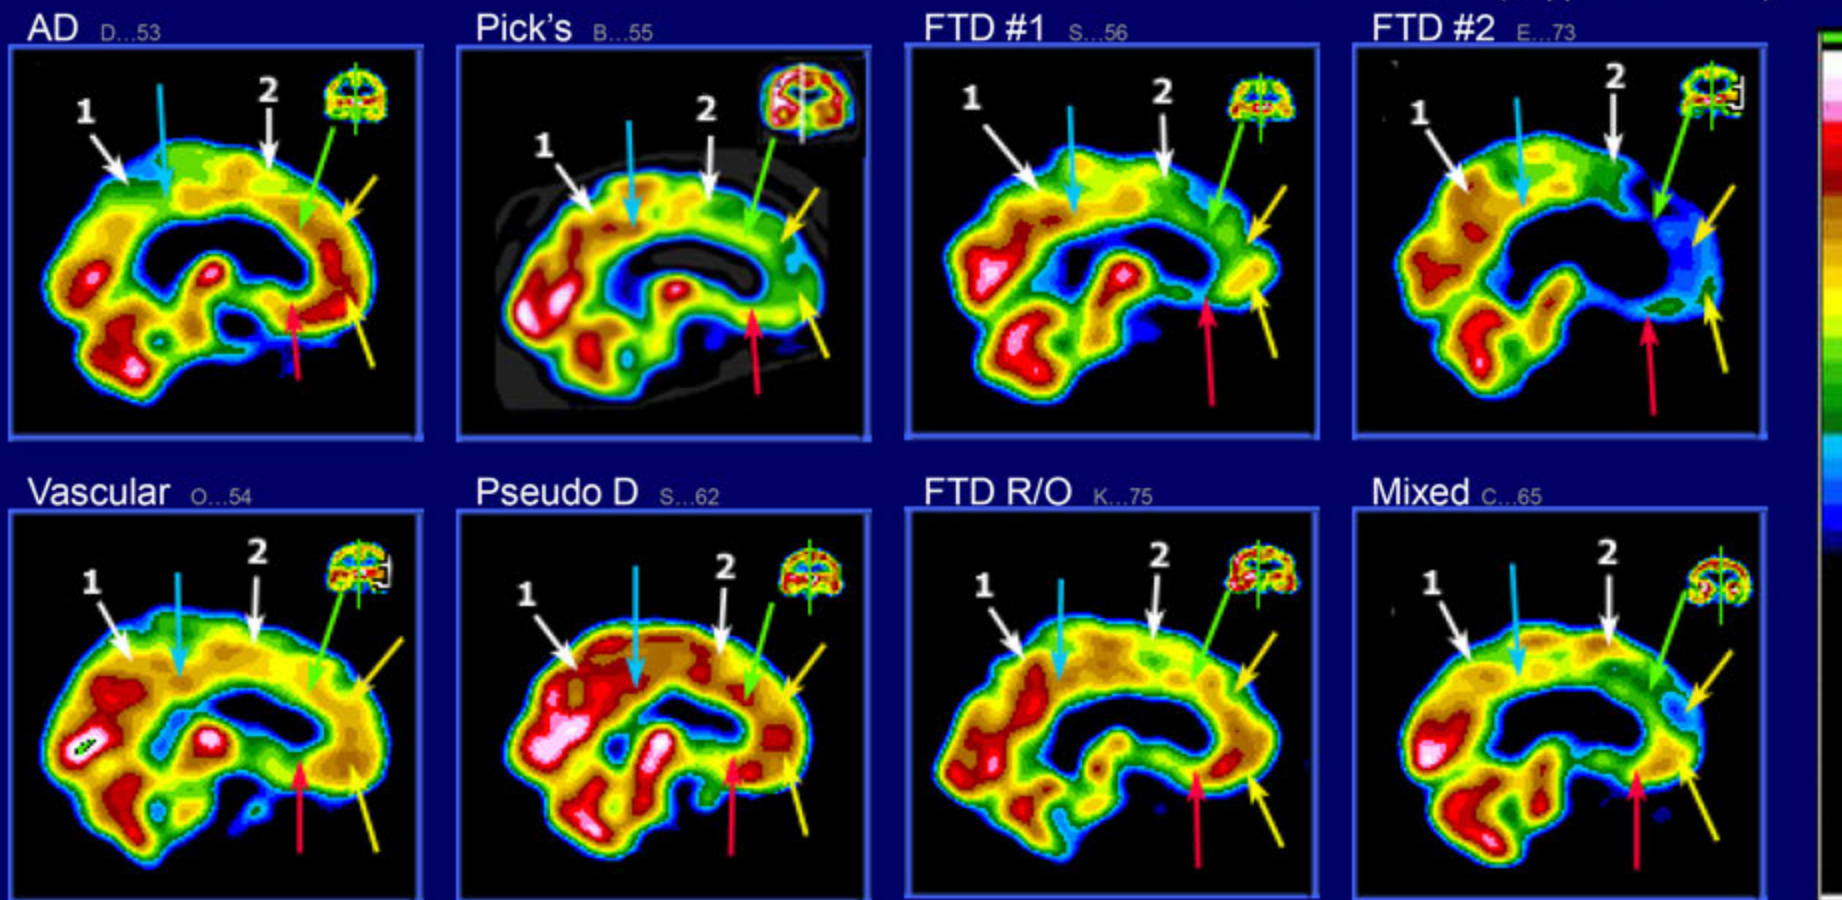 AD D...53
Pick's B...55
FTD #1 S...56
FTD #2 E...73
1 2
1 2
1 2
1 2
Vascular O...54
Pseudo D S...62
FTD R/O K...75
Mixed C...65
1 2
1 2
1 2
1 2